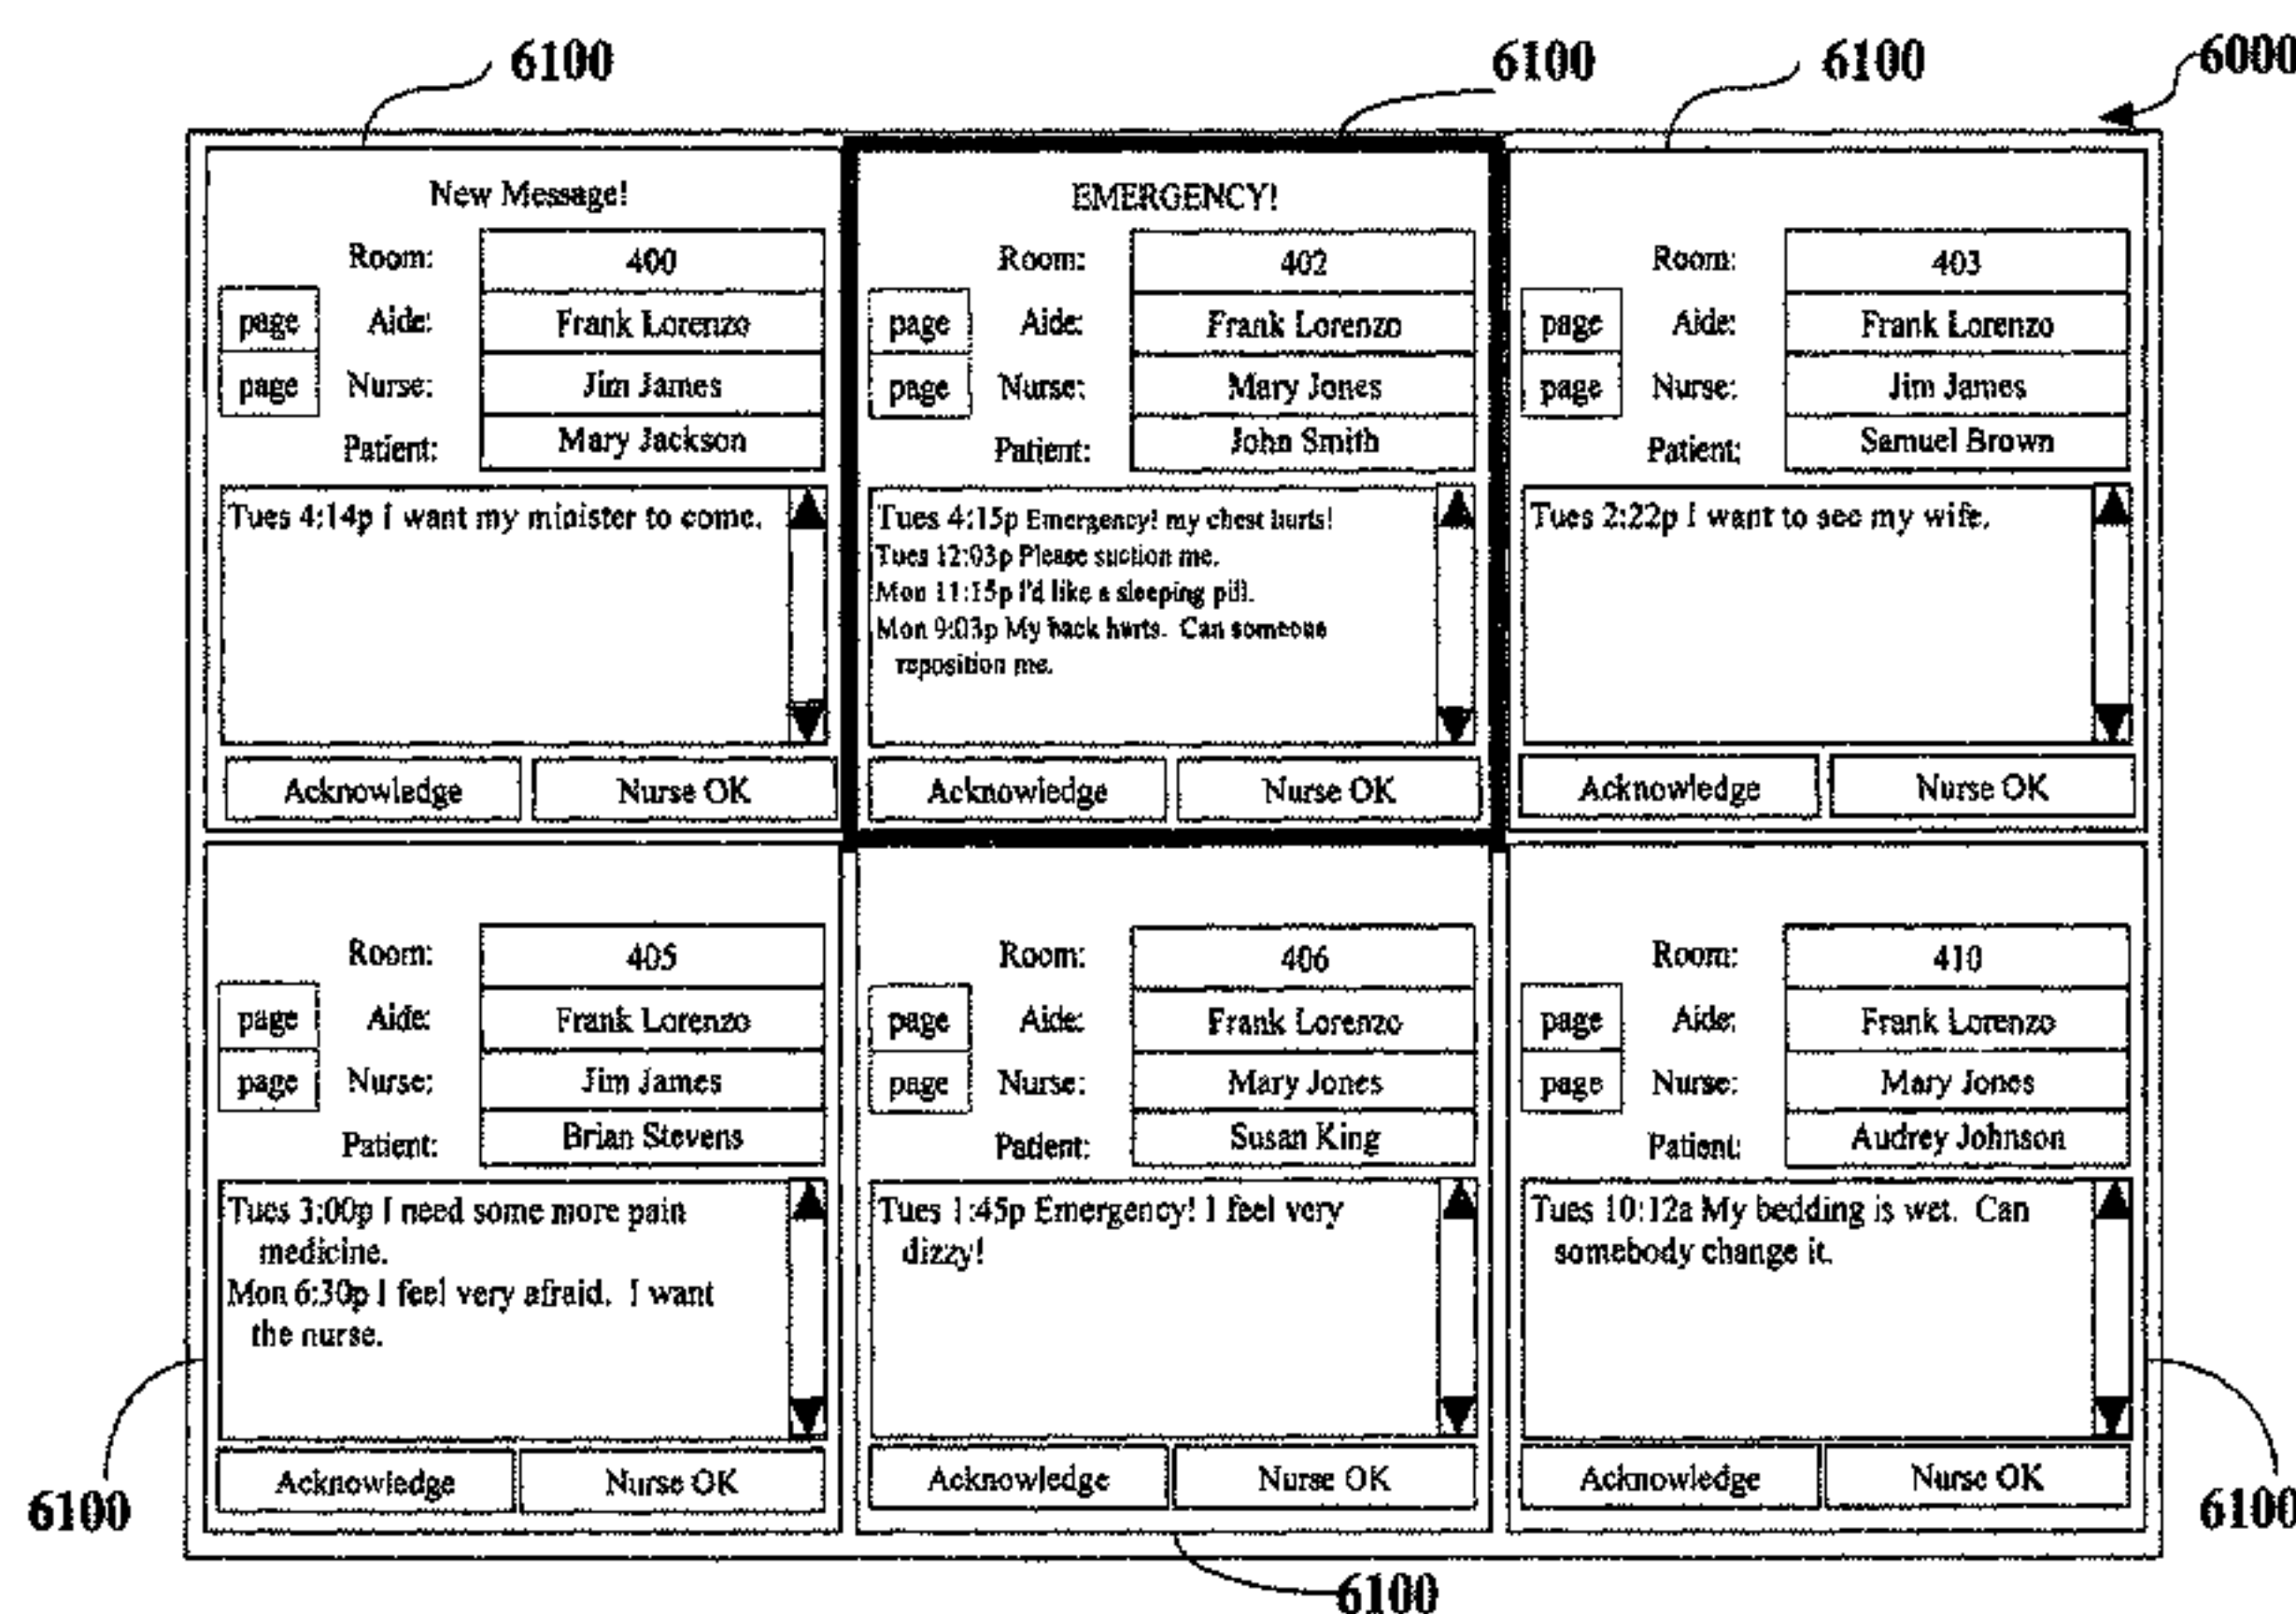 6100
6100
6100
6000
New Message!
Room: 400
page Aide: Frank Lorenzo
page Nurse: Jim James
Patient: Mary Jackson
Tues 4:14p I want my minister to come.
Acknowledge Nurse OK
EMERGENCY!
Room: 402
page Aide: Frank Lorenzo
page Nurse: Mary Jones
Patient: John Smith
Tues 4:15p Emergency! my chest hurts!
Tues 12:03p Please suction me.
Mon 11:15p I'd like a sleeping pill.
Mon 9:03p My back hurts. Can someone
reposition me.
Acknowledge Nurse OK
Room: 403
page Aide: Frank Lorenzo
page Nurse: Jim James
Patient: Samuel Brown
Tues 2:22p I want to see my wife.
Acknowledge Nurse OK
Room: 405
page Aide: Frank Lorenzo
page Nurse: Jim James
Patient: Brian Stevens
Tues 3:00p I need some more pain
medicine.
Mon 6:30p I feel very afraid. I want
the nurse.
Acknowledge Nurse OK
Room: 406
page Aide: Frank Lorenzo
page Nurse: Mary Jones
Patient: Susan King
Tues 1:45p Emergency! I feel very
dizzy!
Acknowledge Nurse OK
Room: 410
page Aide: Frank Lorenzo
page Nurse: Mary Jones
Patient: Audrey Johnson
Tues 10:12a My bedding is wet. Can
somebody change it.
Acknowledge Nurse OK
6100
6100
6100